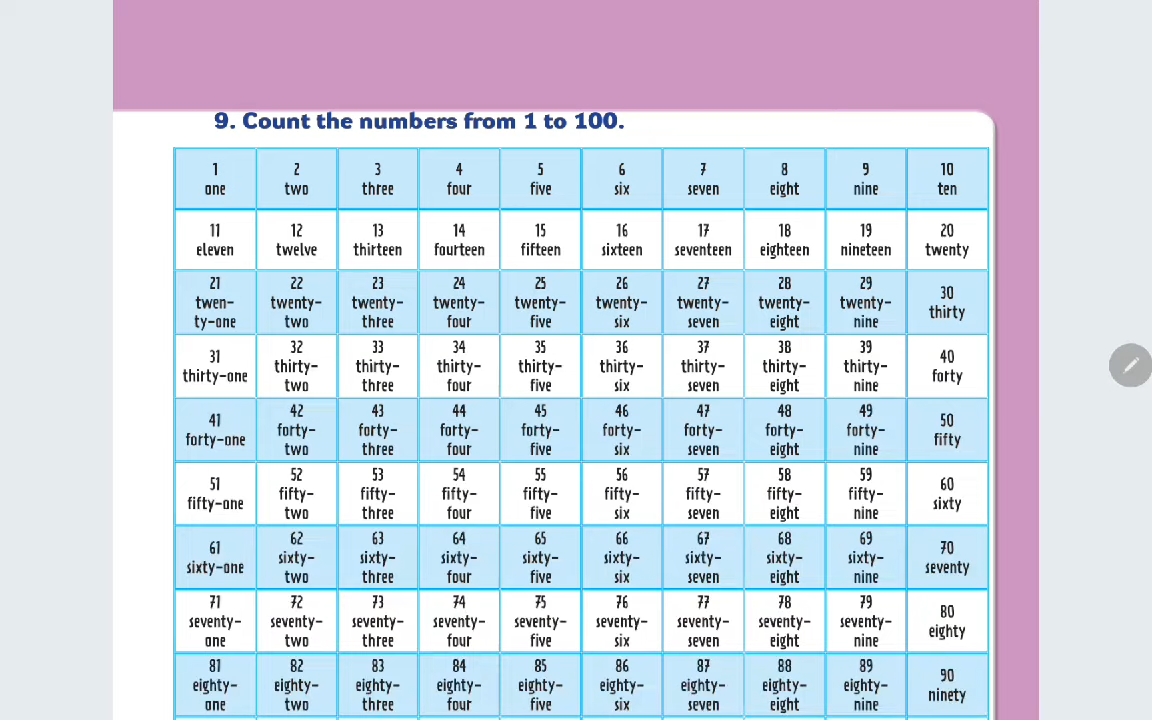 9. Count the numbers from 1 to 100.
1 2 3 4 5 6 7 8 9 10
one two three four five six seven eight nine ten
11 12 13 14 15 16 17 18 19 20
eleven twelve thirteen fourteen fifteen sixteen seventeen eighteen nineteen twenty
21 22 23 24 25 26 27 28 29 30
twen- twenty- twenty- twenty- twenty- twenty- twenty- twenty- twenty- thirty
ty-one two three four five six seven eight nine
31 32 33 34 35 36 37 38 39 40
thirty-one thirty- thirty- thirty- thirty- thirty- thirty- thirty- thirty- forty
two three four five six seven eight nine
41 42 43 44 45 46 47 48 49 50
forty-one forty- forty- forty- forty- forty- forty- forty- forty- fifty
two three four five six seven eight nine
51 52 53 54 55 56 57 58 59 60
fifty-one fifty- fifty- fifty- fifty- fifty- fifty- fifty- fifty- sixty
two three four five six seven eight nine
61 62 63 64 65 66 67 68 69 70
sixty-one sixty- sixty- sixty- sixty- sixty- sixty- sixty- sixty- seventy
two three four five six seven eight nine
71 72 73 74 75 76 77 78 79 80
seventy- seventy- seventy- seventy- seventy- seventy- seventy- seventy- seventy- eighty
one two three four five six seven eight nine
81 82 83 84 85 86 87 88 89 90
eighty- eighty- eighty- eighty- eighty- eighty- eighty- eighty- eighty- ninety
one two three four five six seven eight nine